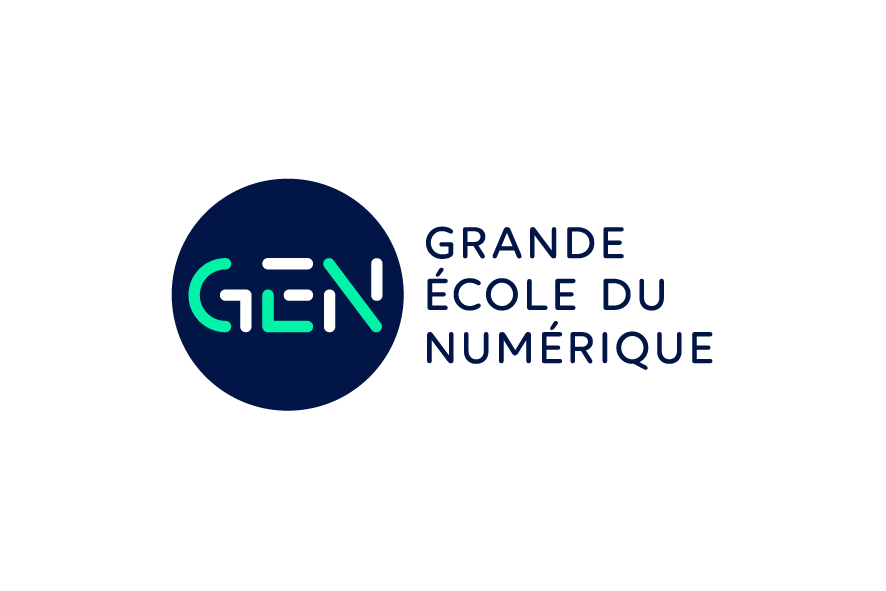 GEN
GRANDE
ÉCOLE DU
NUMÉRIQUE